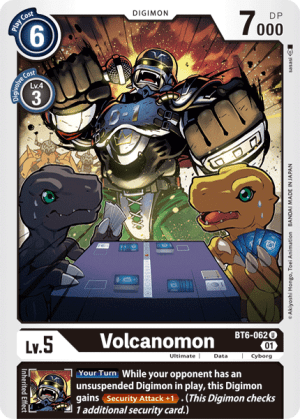 DIGIMON
Play Cost
6
7000
DP
Digivolve Cost
Lv.4
3
sasasi
©Akiyoshi Hongo, Toei Animation BANDAI MADE IN JAPAN
Lv.5
Volcanomon
BT6-062 U
01
Ultimate | Data | Cyborg
Inherited Effect
Your Turn While your opponent has an
unsuspended Digimon in play, this Digimon
gains Security Attack +1. (This Digimon checks
1 additional security card.)